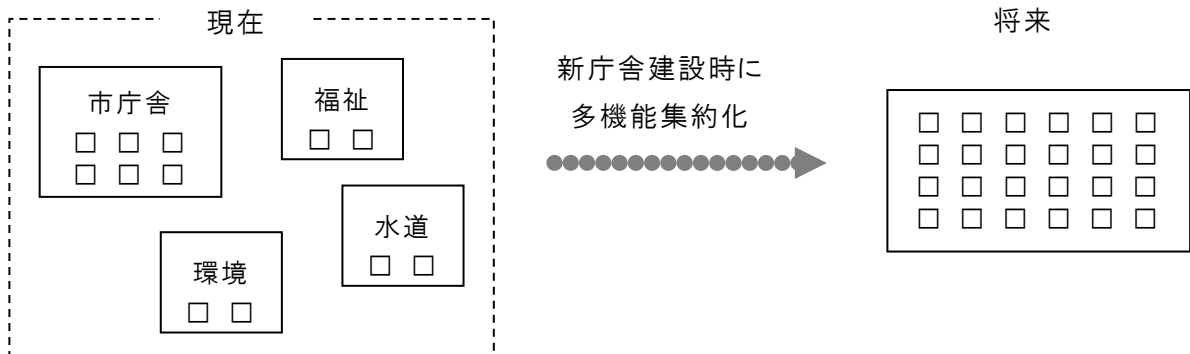 現在
市庁舎
□ □ □
□ □ □
福祉
□ □
水道
□ □
環境
□ □
新庁舎建設時に
多機能集約化
将来
□ □ □ □ □ □
□ □ □ □ □ □
□ □ □ □ □ □
□ □ □ □ □ □